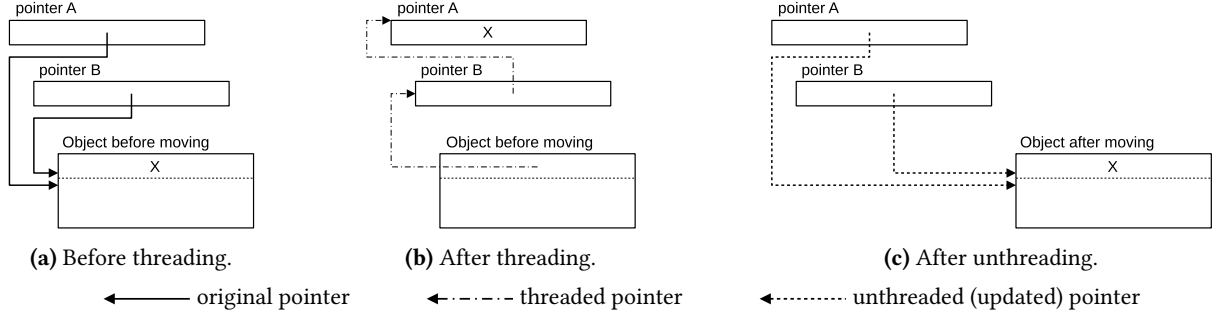 pointer A
pointer B
Object before moving
X
(a) Before threading.
pointer A
X
pointer B
Object before moving
(b) After threading.
pointer A
pointer B
Object after moving
X
(c) After unthreading.
original pointer
threaded pointer
unthreaded (updated) pointer